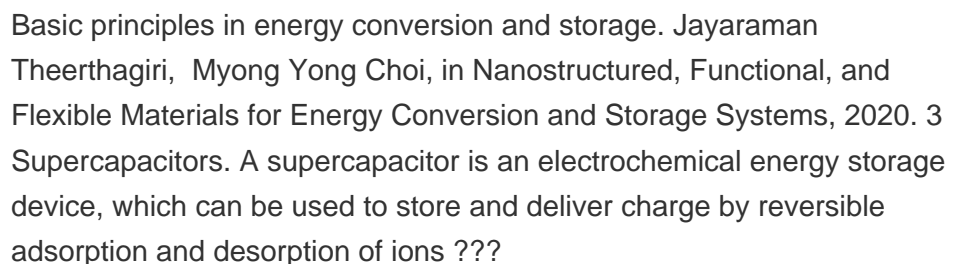 Basic principles in energy conversion and storage. Jayaraman
Theerthagiri,  Myong Yong Choi, in Nanostructured, Functional, and
Flexible Materials for Energy Conversion and Storage Systems, 2020. 3
Supercapacitors. A supercapacitor is an electrochemical energy storage
device, which can be used to store and deliver charge by reversible
adsorption and desorption of ions ???